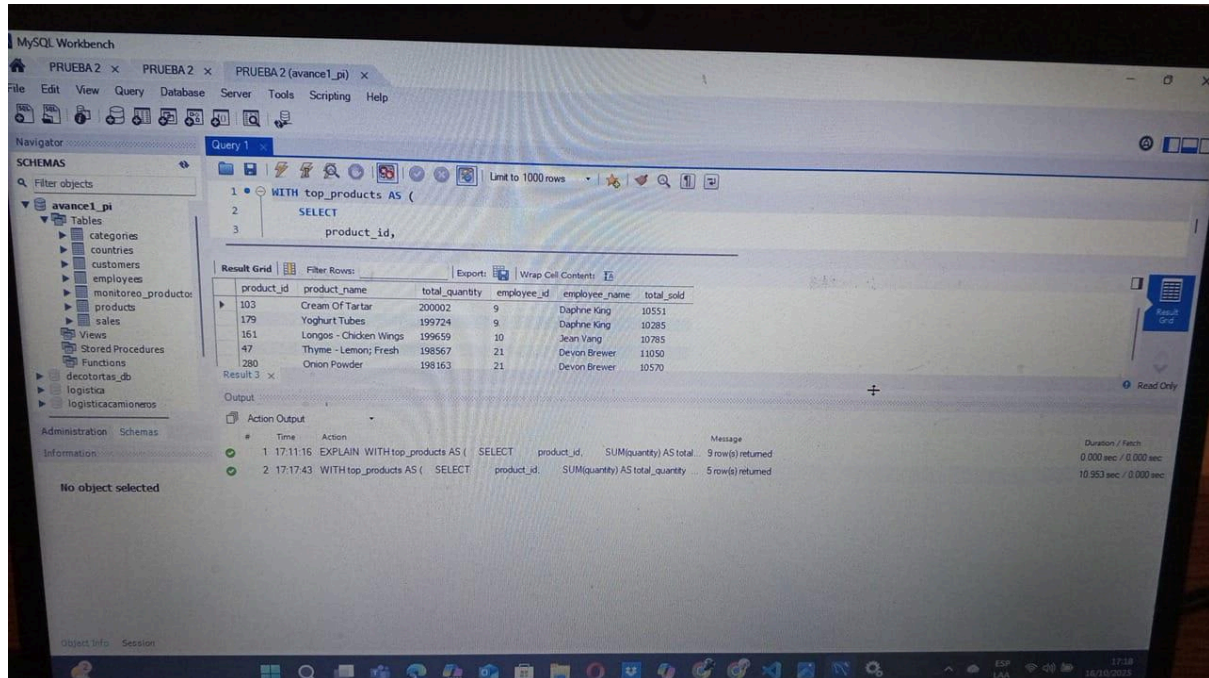 MySQL Workbench
PRUEBA 2 × PRUEBA 2 × PRUEBA 2 (avance1_pi) ×
File Edit View Query Database Server Tools Scripting Help
Navigator
Query 1 ×
SCHEMAS
Filter objects
Limit to 1000 rows
1 WITH top_products AS (
2 SELECT
3 product_id,
avance1_pi
Tables
categories
countries
customers
employees
monitoreo_productos
products
sales
Views
Stored Procedures
Functions
decotortas_db
logistica
logisticacamioneros
Administration Schemas
Information
No object selected
Object Info Session
Result Grid Filter Rows: Export: Wrap Cell Content:
product_id product_name total_quantity employee_id employee_name total_sold
103 Cream Of Tartar 200002 9 Daphne King 10551
179 Yoghurt Tubes 199724 9 Daphne King 10285
161 Longos - Chicken Wings 199659 10 Jean Vang 10785
47 Thyme - Lemon; Fresh 198567 21 Devon Brewer 11050
280 Onion Powder 198163 21 Devon Brewer 10570
Result Grid
Result 3 ×
Read Only
Output
Action Output
# Time Action Message Duration / Fetch
1 17:11:16 EXPLAIN WITH top_products AS ( SELECT product_id, SUM(quantity) AS total... 9 row(s) returned 0.000 sec / 0.000 sec
2 17:17:43 WITH top_products AS ( SELECT product_id, SUM(quantity) AS total_quantity ... 5 row(s) returned 10.953 sec / 0.000 sec
ESP
LAA
17:18
18/10/2025